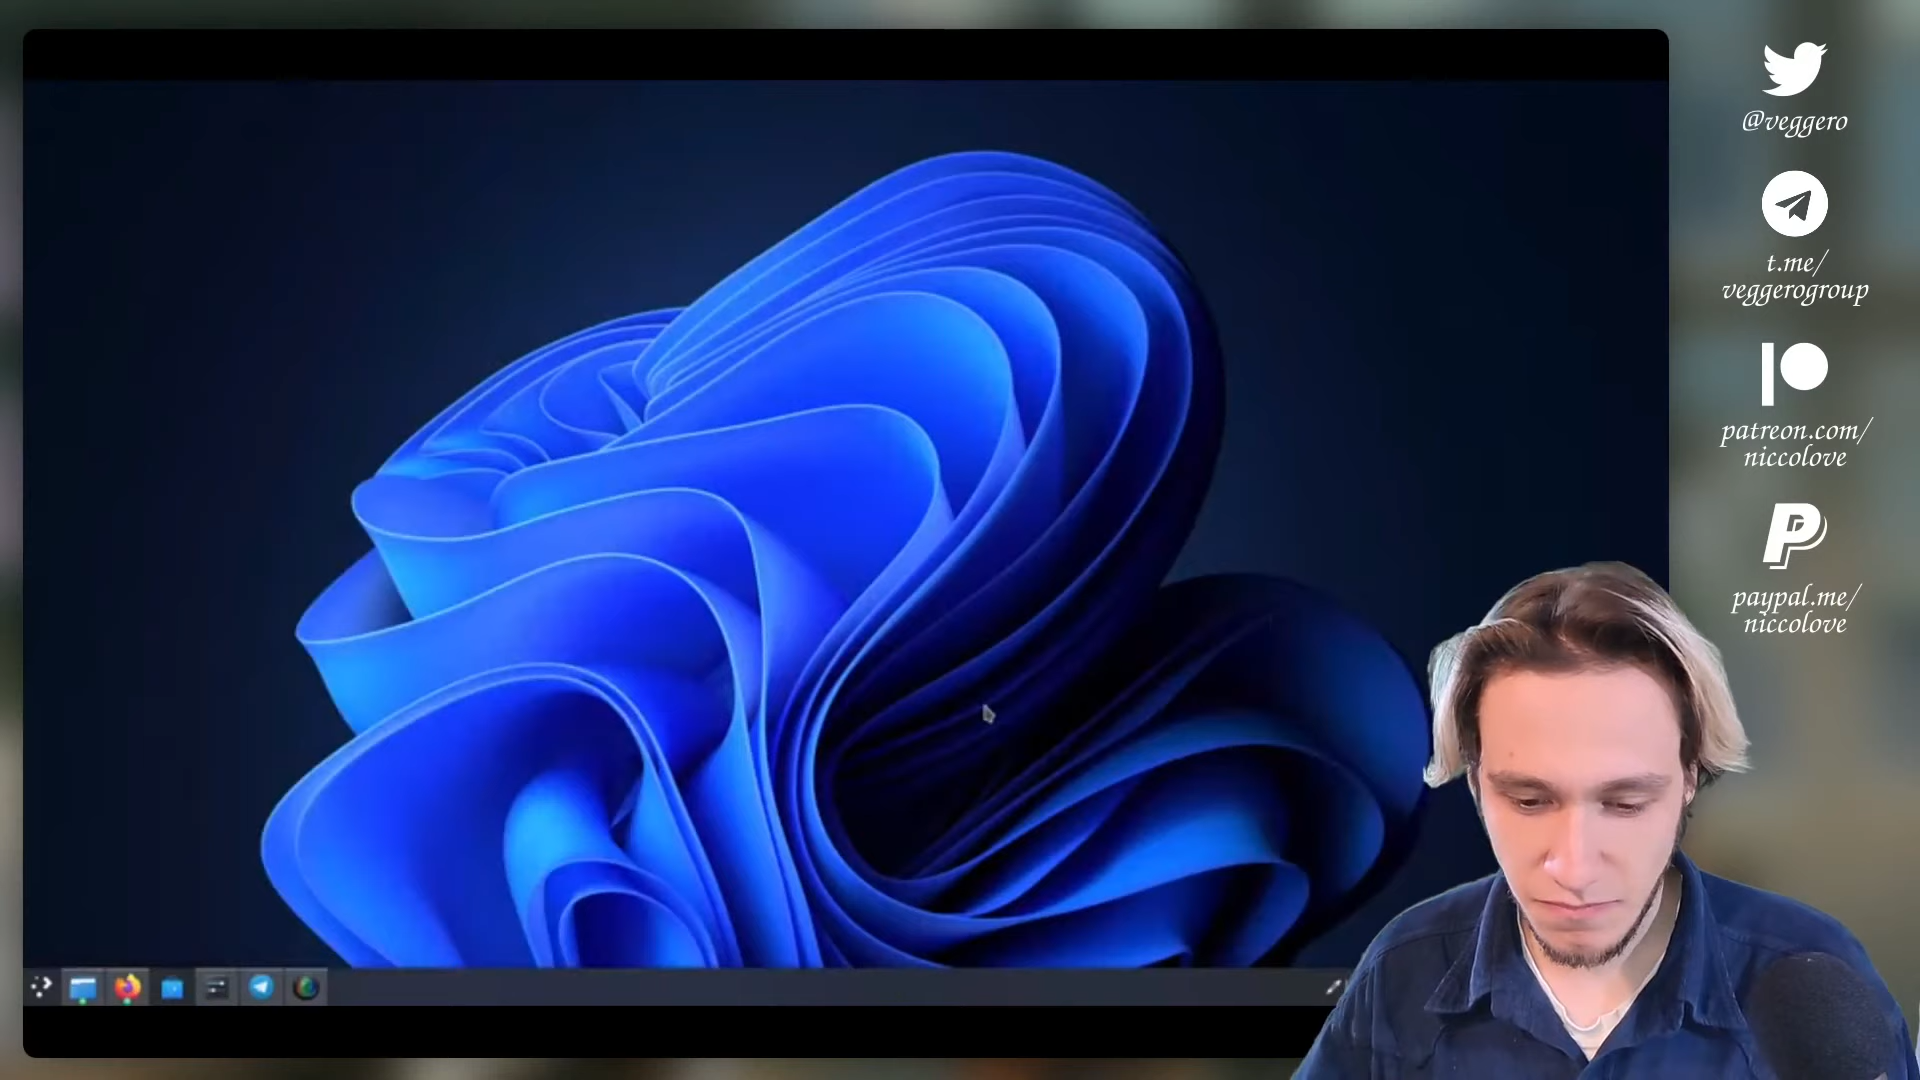 @veggero
t.me/
veggerogroup
patreon.com/
niccolove
paypal.me/
niccolove